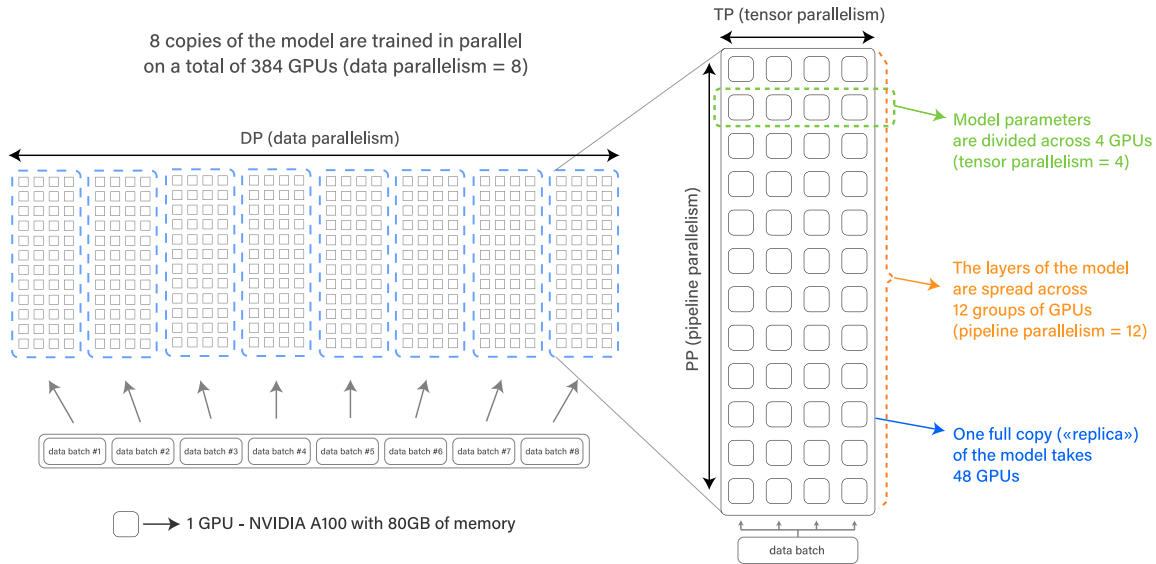 8 copies of the model are trained in parallel
on a total of 384 GPUs (data parallelism = 8)
DP (data parallelism)
data batch #1
data batch #2
data batch #3
data batch #4
data batch #5
data batch #6
data batch #7
data batch #8
1 GPU - NVIDIA A100 with 80GB of memory
TP (tensor parallelism)
PP (pipeline parallelism)
data batch
Model parameters
are divided across 4 GPUs
(tensor parallelism = 4)
The layers of the model
are spread across
12 groups of GPUs
(pipeline parallelism = 12)
One full copy («replica»)
of the model takes
48 GPUs